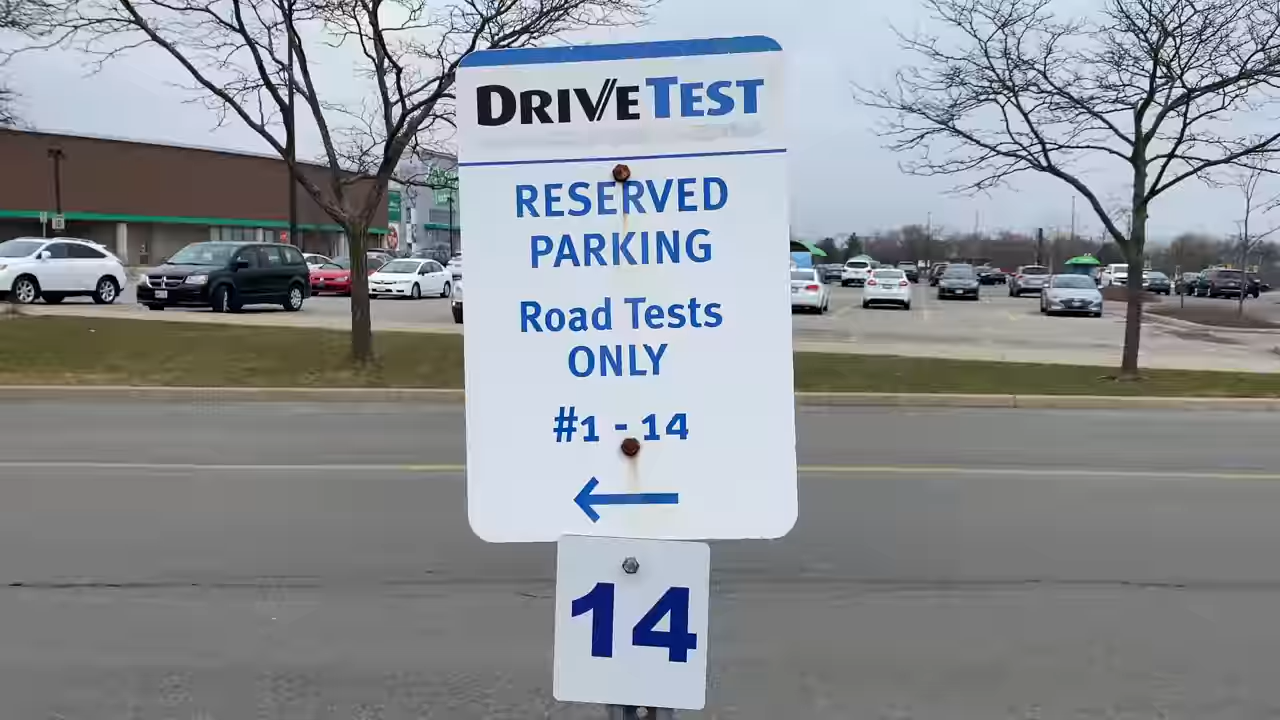 DRIVETEST
RESERVED
PARKING
Road Tests
ONLY
#1 - 14
14